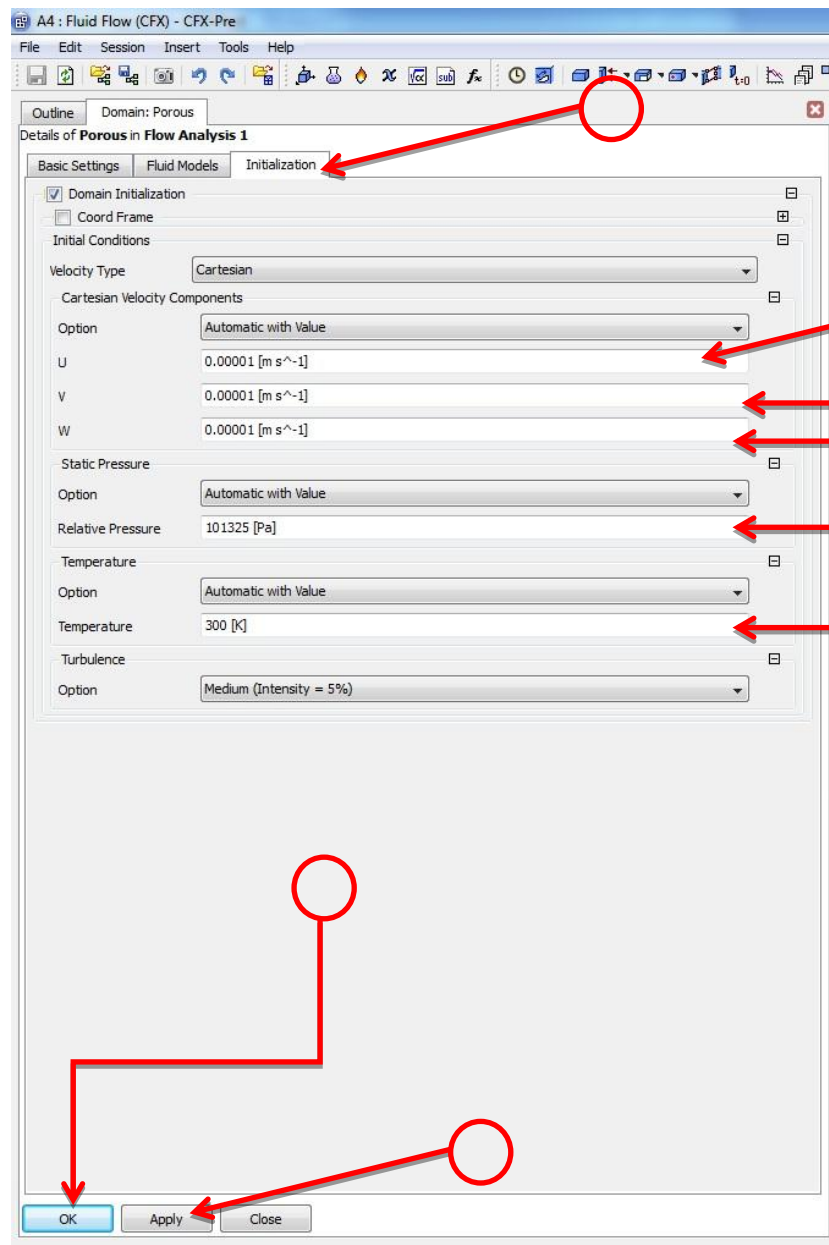 A4 : Fluid Flow (CFX) - CFX-Pre
File Edit Session Insert Tools Help
Outline Domain: Porous
Details of Porous in Flow Analysis 1
Basic Settings Fluid Models Initialization
Domain Initialization
Coord Frame
Initial Conditions
Velocity Type Cartesian
Cartesian Velocity Components
Option Automatic with Value
U 0.00001 [m s^-1]
V 0.00001 [m s^-1]
W 0.00001 [m s^-1]
Static Pressure
Option Automatic with Value
Relative Pressure 101325 [Pa]
Temperature
Option Automatic with Value
Temperature 300 [K]
Turbulence
Option Medium (Intensity = 5%)
OK Apply Close